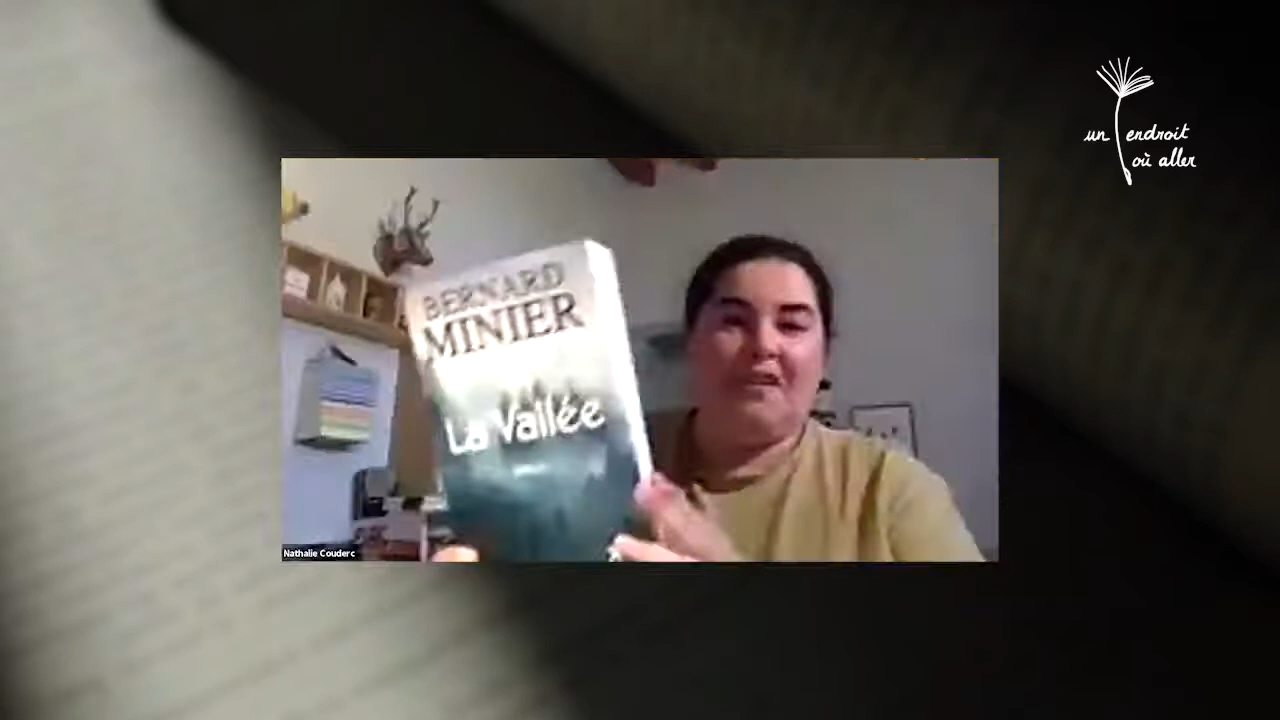 un endroit
où aller
BERNARD
MINIER
La Vallée
Nathalie Couderc